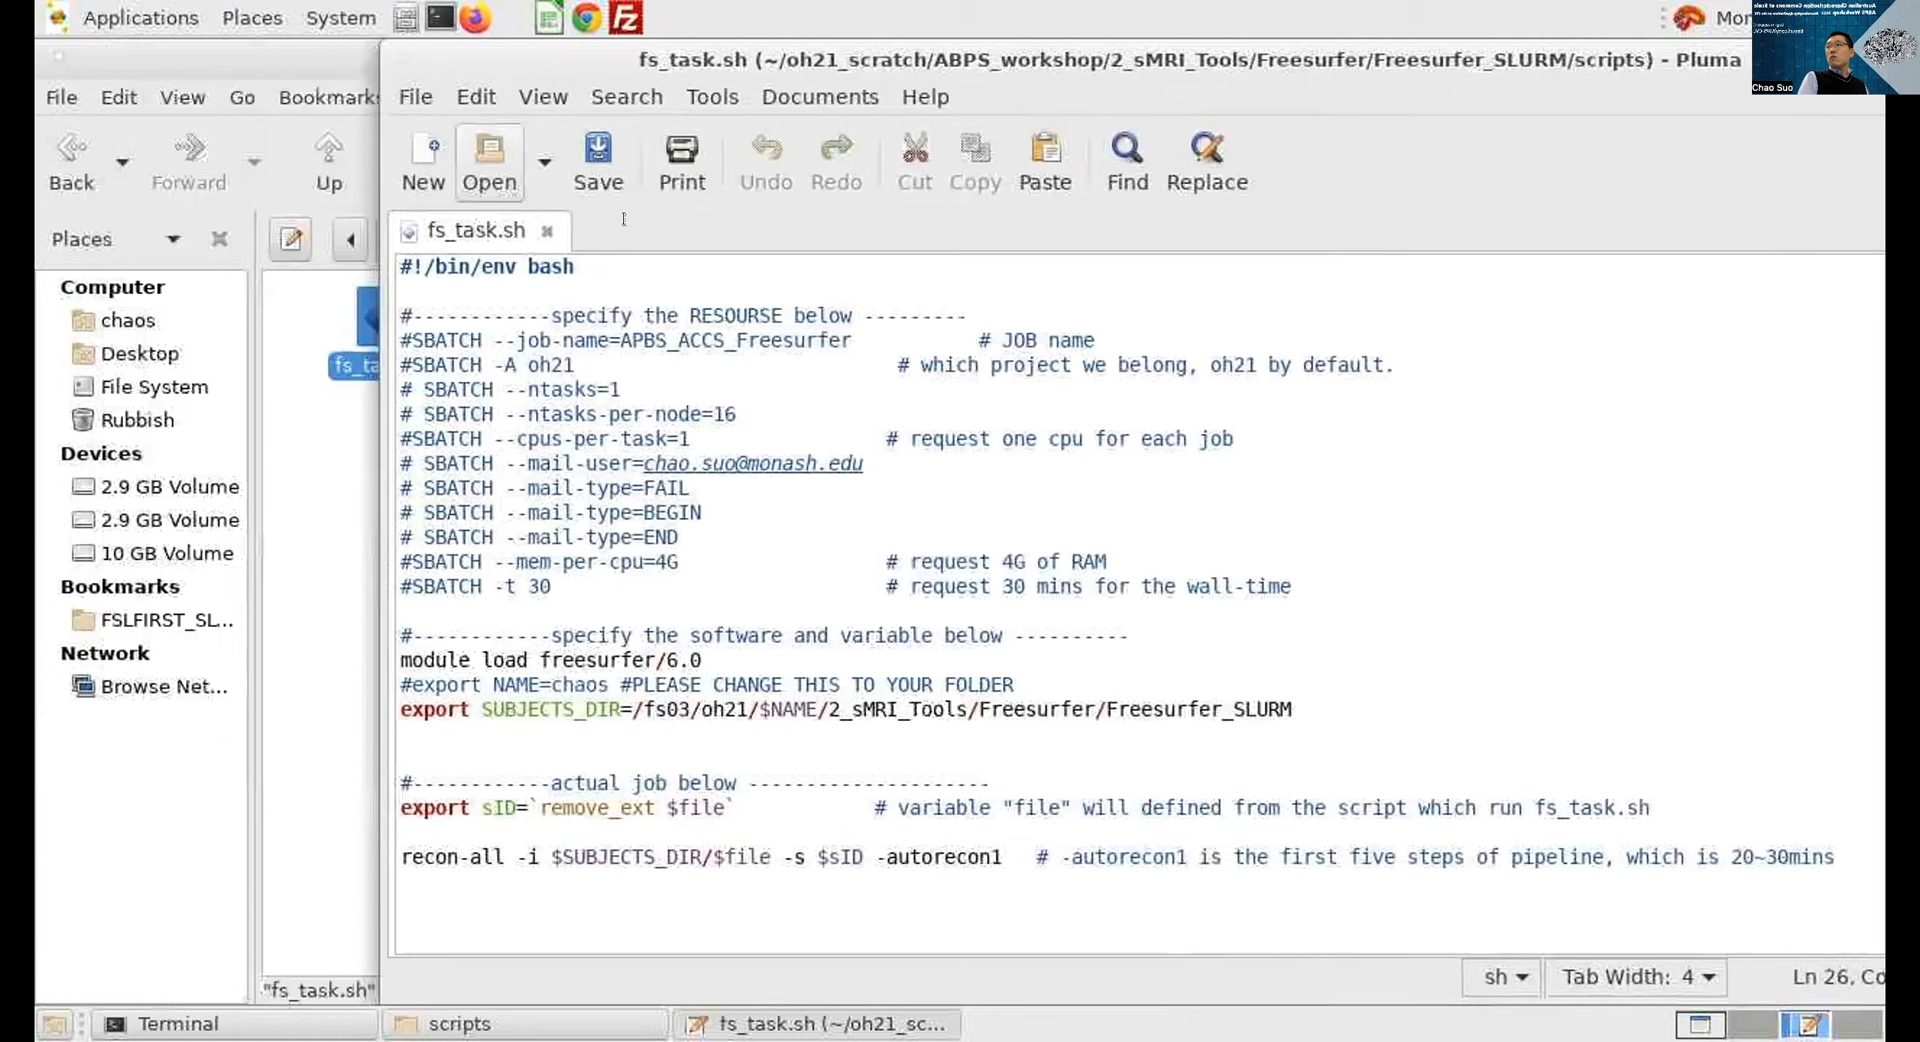 Applications Places System
Mon
Chao Suo
fs_task.sh (~/oh21_scratch/ABPS_workshop/2_sMRI_Tools/Freesurfer/Freesurfer_SLURM/scripts) - Pluma
File Edit View Go Bookmarks
File Edit View Search Tools Documents Help
Back Forward Up
New Open Save Print Undo Redo Cut Copy Paste Find Replace
Places
Computer
chaos
Desktop
File System
Rubbish
Devices
2.9 GB Volume
2.9 GB Volume
10 GB Volume
Bookmarks
FSLFIRST_SL...
Network
Browse Net...
fs_ta
"fs_task.sh"
fs_task.sh
#!/bin/env bash
#------------specify the RESOURSE below ---------
#SBATCH --job-name=APBS_ACCS_Freesurfer # JOB name
#SBATCH -A oh21 # which project we belong, oh21 by default.
# SBATCH --ntasks=1
# SBATCH --ntasks-per-node=16
#SBATCH --cpus-per-task=1 # request one cpu for each job
# SBATCH --mail-user=chao.suo@monash.edu
# SBATCH --mail-type=FAIL
# SBATCH --mail-type=BEGIN
# SBATCH --mail-type=END
#SBATCH --mem-per-cpu=4G # request 4G of RAM
#SBATCH -t 30 # request 30 mins for the wall-time
#------------specify the software and variable below ----------
module load freesurfer/6.0
#export NAME=chaos #PLEASE CHANGE THIS TO YOUR FOLDER
export SUBJECTS_DIR=/fs03/oh21/$NAME/2_sMRI_Tools/Freesurfer/Freesurfer_SLURM
#------------actual job below ---------------------
export sID=`remove_ext $file` # variable "file" will defined from the script which run fs_task.sh
recon-all -i $SUBJECTS_DIR/$file -s $sID -autorecon1 # -autorecon1 is the first five steps of pipeline, which is 20~30mins
sh Tab Width: 4 Ln 26, Co
Terminal scripts fs_task.sh (~/oh21_sc...